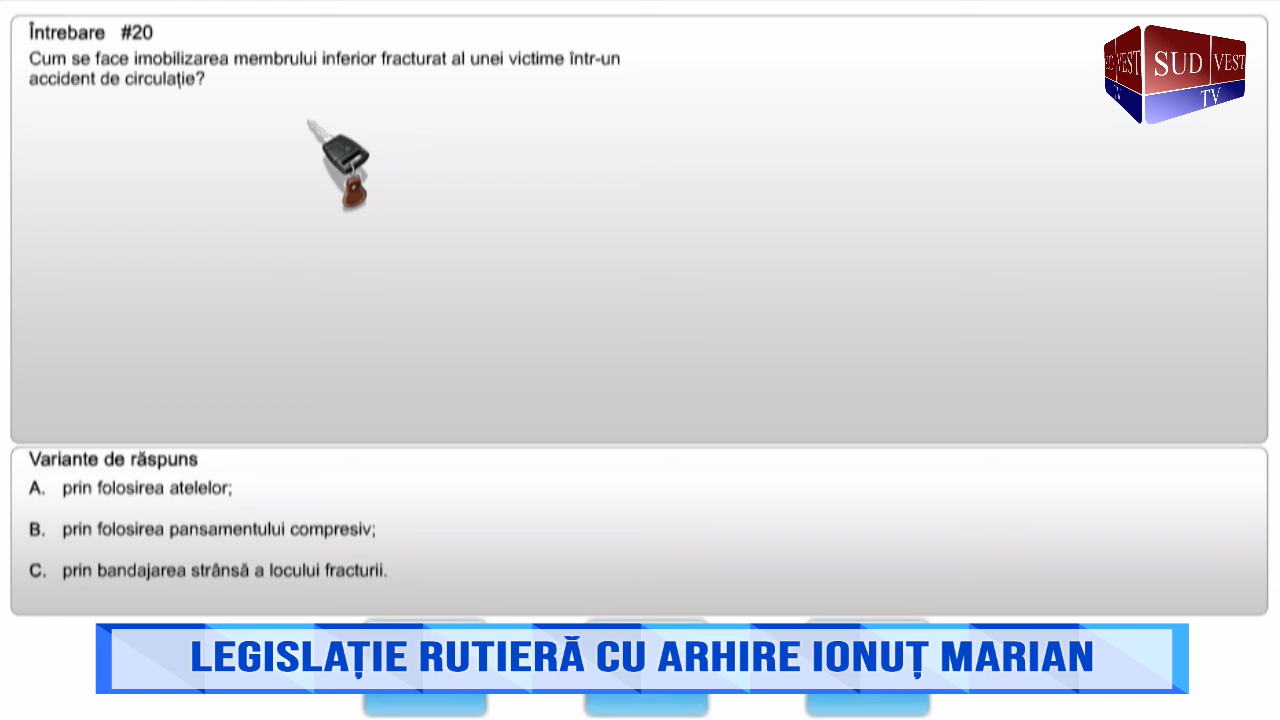 Întrebare #20
Cum se face imobilizarea membrului inferior fracturat al unei victime într-un
accident de circulație?
SUD VEST
TV
Variante de răspuns
A. prin folosirea atelelor;
B. prin folosirea pansamentului compresiv;
C. prin bandajarea strânsă a locului fracturii.
LEGISLAȚIE RUTIERĂ CU ARHIRE IONUȚ MARIAN